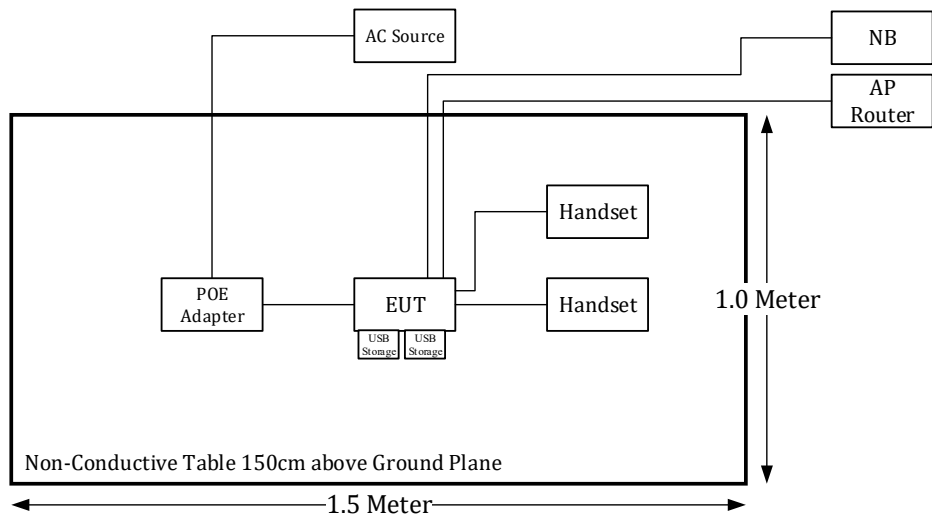 AC Source
NB
AP
Router
Handset
POE
Adapter
EUT
Handset
USB
Storage
USB
Storage
1.0 Meter
Non-Conductive Table 150cm above Ground Plane
1.5 Meter